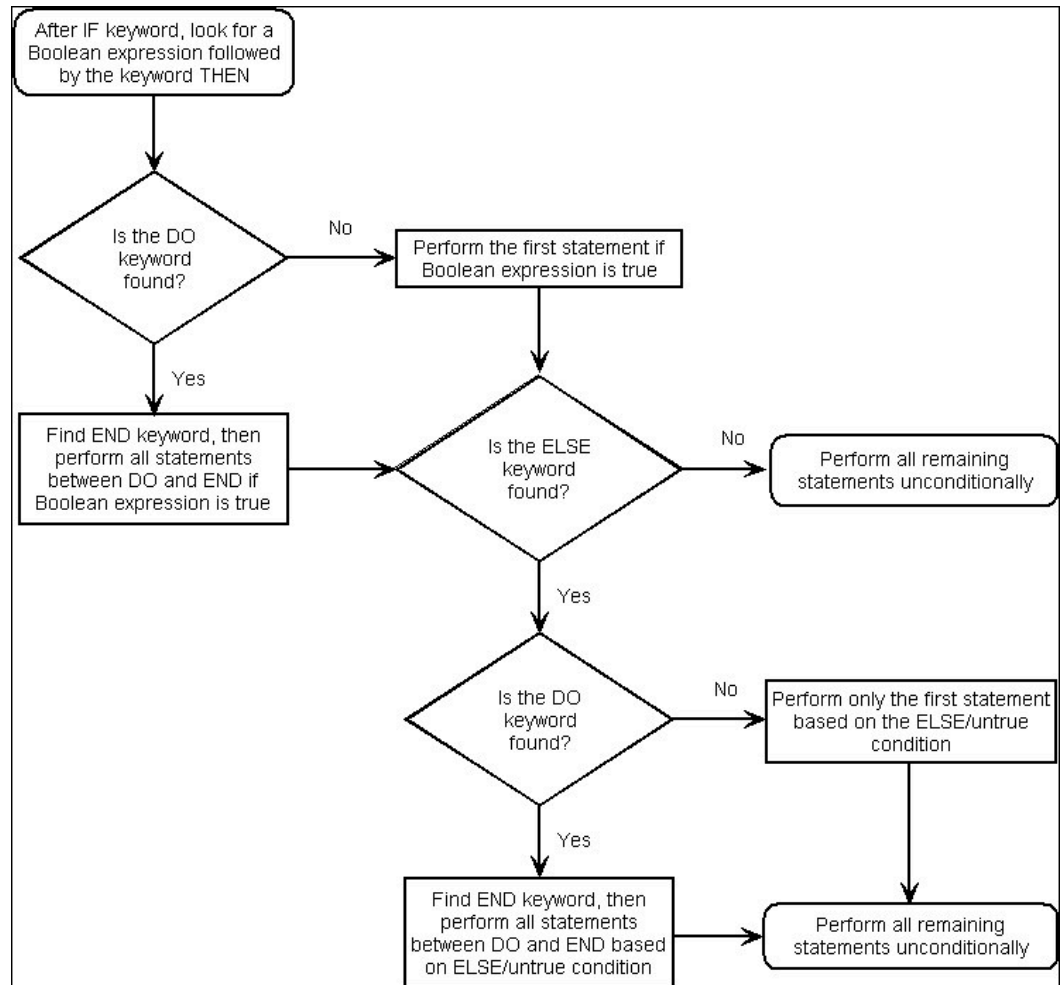 After IF keyword, look for a
Boolean expression followed
by the keyword THEN
Is the DO
keyword
found?
No
Perform the first statement if
Boolean expression is true
Yes
Find END keyword, then
perform all statements
between DO and END if
Boolean expression is true
Is the ELSE
keyword
found?
No
Perform all remaining
statements unconditionally
Yes
Is the DO
keyword
found?
No
Perform only the first statement
based on the ELSE/untrue
condition
Yes
Find END keyword, then
perform all statements
between DO and END based
on ELSE/untrue condition
Perform all remaining
statements unconditionally